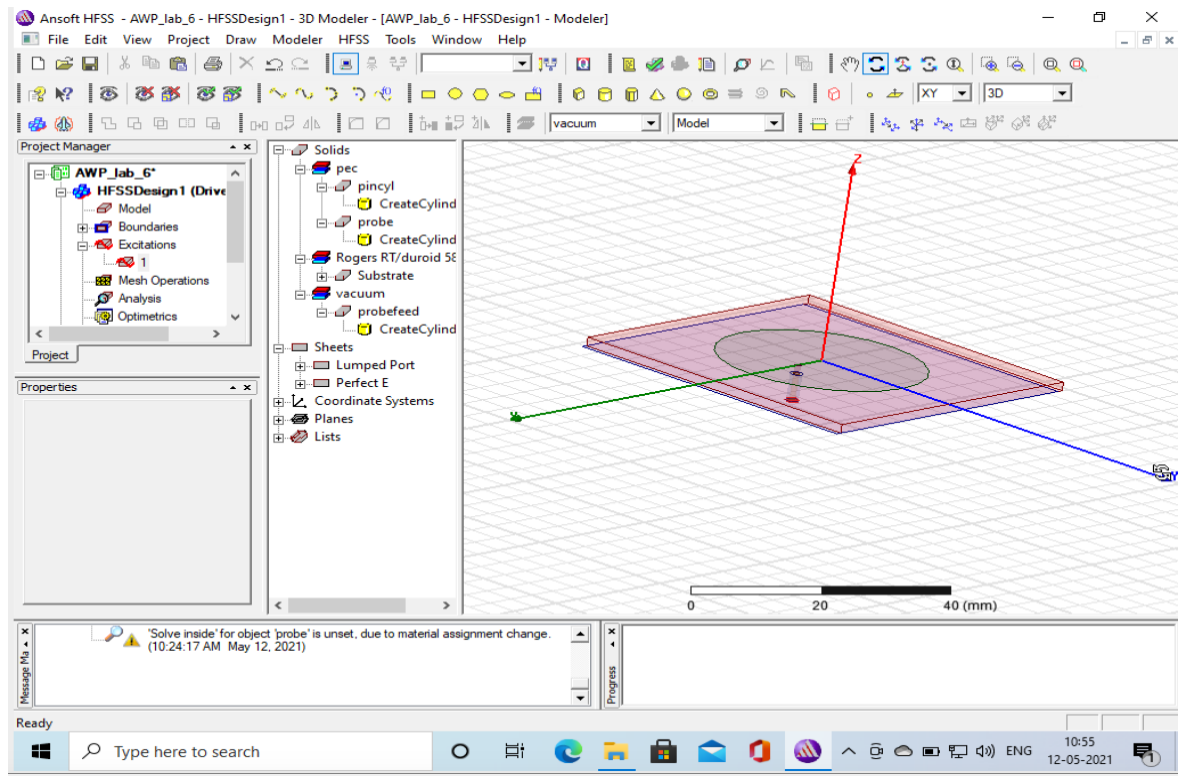 Ansoft HFSS - AWP_lab_6 - HFSSDesign1 - 3D Modeler - [AWP_lab_6 - HFSSDesign1 - Modeler]
File Edit View Project Draw Modeler HFSS Tools Window Help
XY 3D
vacuum Model
Project Manager
AWP_lab_6*
HFSSDesign1 (Drive
Model
Boundaries
Excitations
1
Mesh Operations
Analysis
Optimetrics
Project
Properties
Solids
pec
pincyl
CreateCylind
probe
CreateCylind
Rogers RT/duroid 58
Substrate
vacuum
probefeed
CreateCylind
Sheets
Lumped Port
Perfect E
Coordinate Systems
Planes
Lists
Z
0 20 40 (mm)
Message Ma
'Solve inside' for object 'probe' is unset, due to material assignment change.
(10:24:17 AM May 12, 2021)
Progress
Ready
Type here to search
ENG
10:55
12-05-2021
1